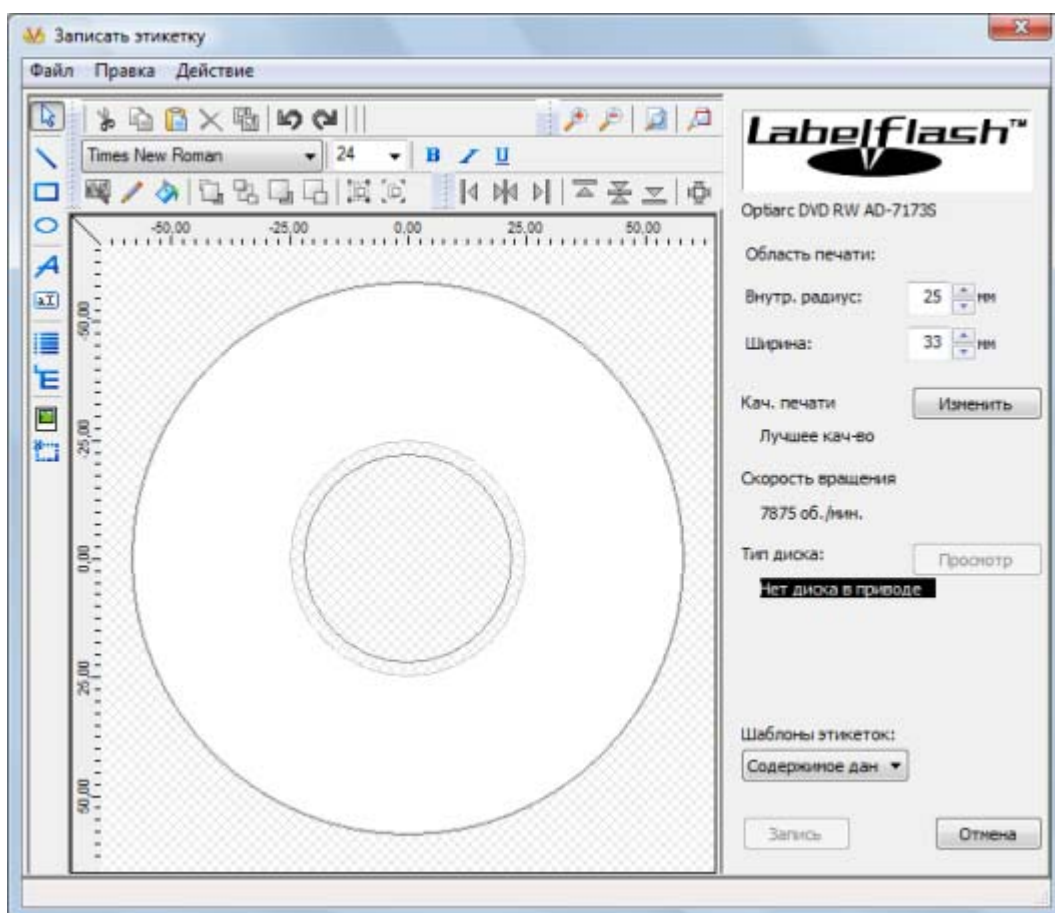 Записать этикетку
Файл Правка Действие
Times New Roman 24 B I U
-50,00 -25,00 0,00 25,00 50,00
-50,00
-25,00
0,00
25,00
50,00
Labelflash™
Optiarc DVD RW AD-7173S
Область печати:
Внутр. радиус: 25 мм
Ширина: 33 мм
Кач. печати Изменить
Лучшее кач-во
Скорость вращения
7875 об./мин.
Тип диска: Просмотр
Нет диска в приводе
Шаблоны этикеток:
Содержимое дан
Запись Отмена